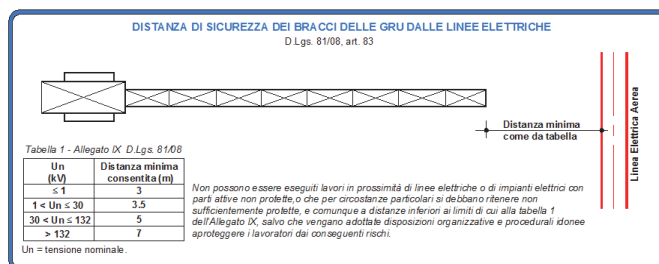 DISTANZA DI SICUREZZA DEI BRACCI DELLE GRU DALLE LINEE ELETTRICHE
D.Lgs. 81/08, art. 83
Distanza minima
come da tabella
Linea Elettrica Aerea
Tabella 1 - Allegato IX D.Lgs. 81/08
Un
(kV)
Distanza minima
consentita (m)
≤ 1 3
1 < Un ≤ 30 3.5
30 < Un ≤ 132 5
> 132 7
Un = tensione nominale.
Non possono essere eseguiti lavori in prossimità di linee elettriche o di impianti elettrici con
parti attive non protette, o che per circostanze particolari si debbano ritenere non
sufficientemente protette, e comunque a distanze inferiori ai limiti di cui alla tabella 1
dell'Allegato IX, salvo che vengano adottate disposizioni organizzative e procedurali idonee
aproteggere i lavoratori dai conseguenti rischi.